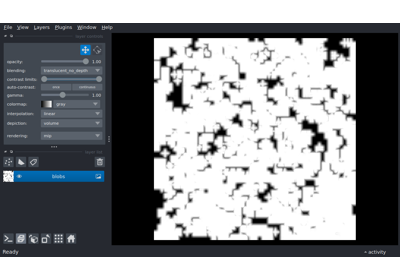 File View Layers Plugins Window Help
opacity: 1.00
blending: translucent_no_depth
contrast limits:
auto-contrast: once continuous
gamma: 1.00
colormap: gray
interpolation: linear
depiction: volume
rendering: mip
blobs
Ready activity